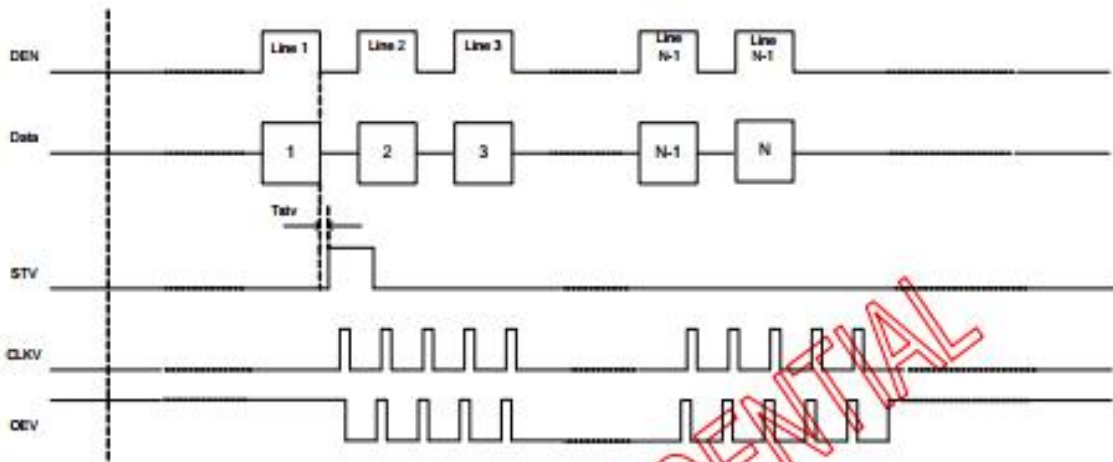 DEN
Line 1
Line 2
Line 3
Line
N-1
Line
N-1
Data
1
2
3
N-1
N
Tstv
STV
CLKV
OEV
ENTIAL